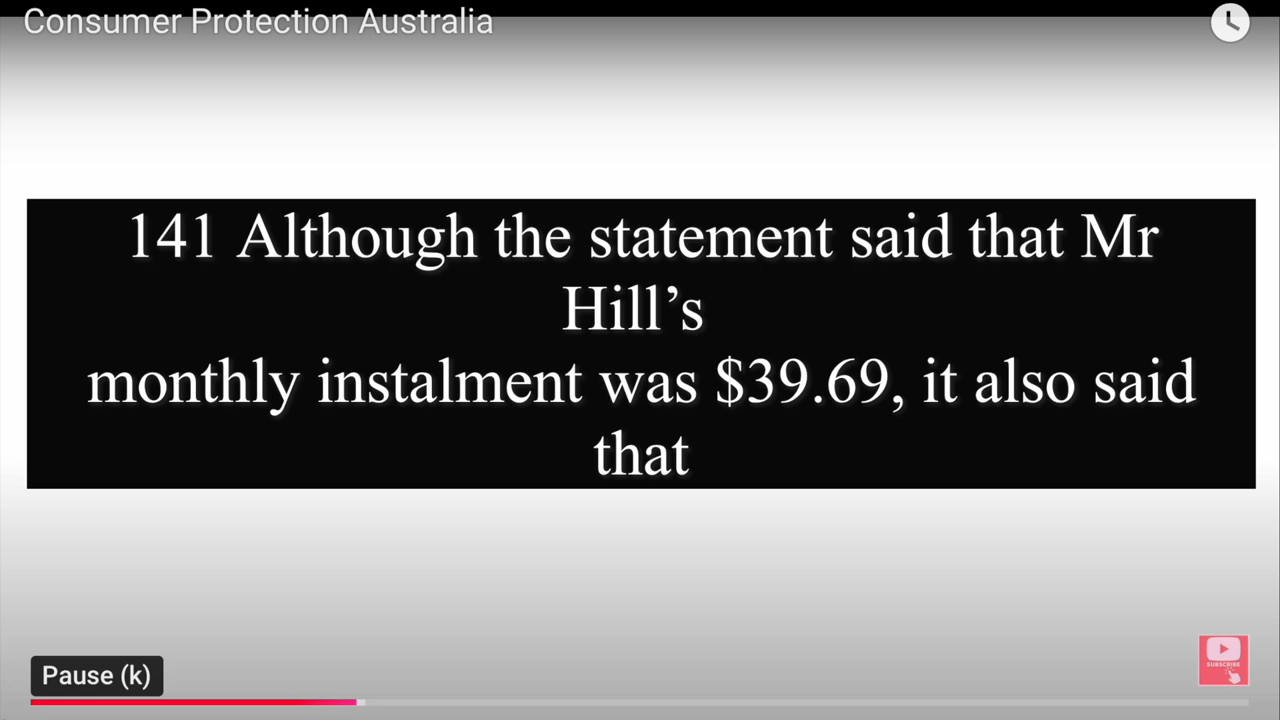 Consumer Protection Australia
141 Although the statement said that Mr
Hill’s
monthly instalment was $39.69, it also said
that
SUBSCRIBE
Pause (k)